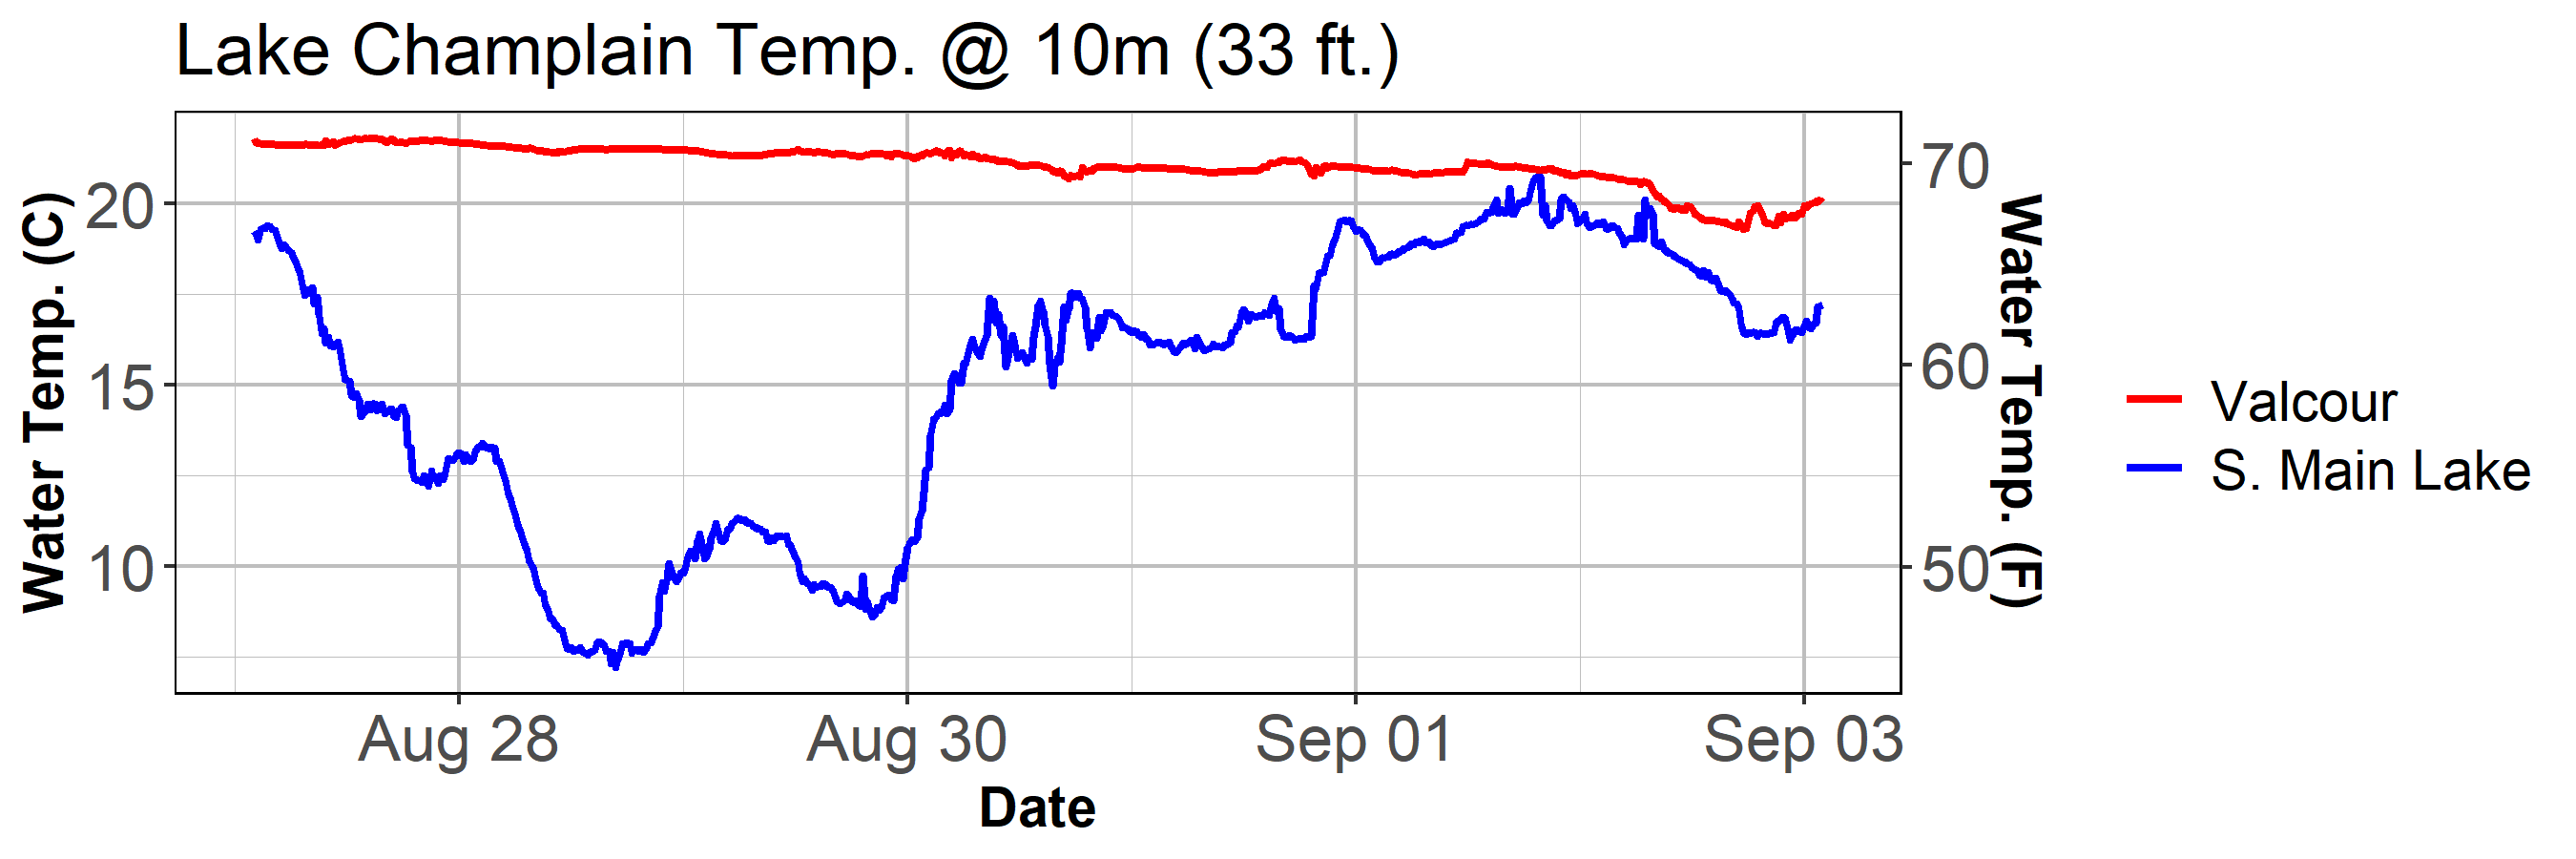 Lake Champlain Temp. @ 10m (33 ft.)
Water Temp. (C)
20
15
10
70
60
50
Water Temp. (F)
Aug 28
Aug 30
Sep 01
Sep 03
Date
Valcour
S. Main Lake